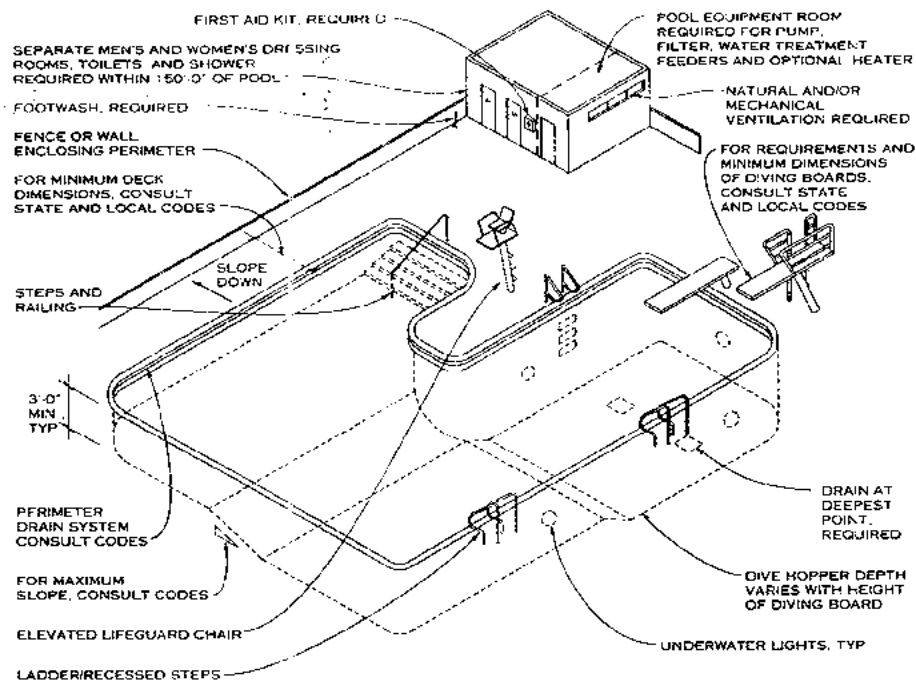 FIRST AID KIT, REQUIRED
SEPARATE MEN'S AND WOMEN'S DRESSING
ROOMS, TOILETS AND SHOWER
REQUIRED WITHIN 150'-0" OF POOL
FOOTWASH, REQUIRED
FENCE OR WALL
ENCLOSING PERIMETER
FOR MINIMUM DECK
DIMENSIONS, CONSULT
STATE AND LOCAL CODES
SLOPE
DOWN
STEPS AND
RAILING
3'-0"
MIN
TYP
PERIMETER
DRAIN SYSTEM
CONSULT CODES
FOR MAXIMUM
SLOPE, CONSULT CODES
ELEVATED LIFEGUARD CHAIR
LADDER/RECESSED STEPS
POOL EQUIPMENT ROOM
REQUIRED FOR PUMP,
FILTER, WATER TREATMENT
FEEDERS AND OPTIONAL HEATER
NATURAL AND/OR
MECHANICAL
VENTILATION REQUIRED
FOR REQUIREMENTS AND
MINIMUM DIMENSIONS
OF DIVING BOARDS,
CONSULT STATE
AND LOCAL CODES
DRAIN AT
DEEPEST
POINT,
REQUIRED
DIVE HOPPER DEPTH
VARIES WITH HEIGHT
OF DIVING BOARD
UNDERWATER LIGHTS, TYP